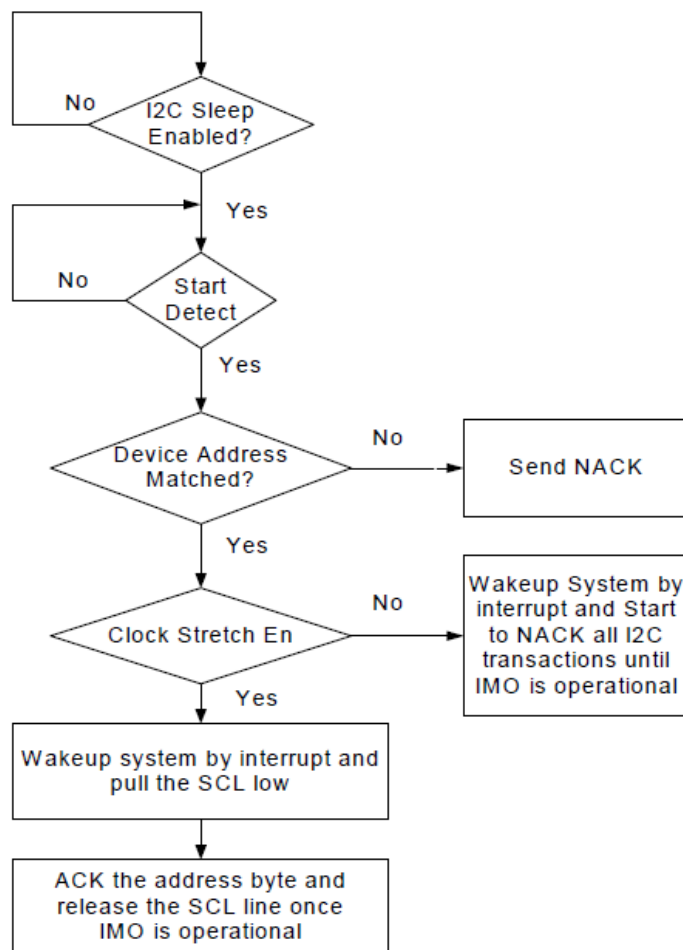 No
I2C Sleep
Enabled?
Yes
No
Start
Detect
Yes
Device Address
Matched?
No
Send NACK
Yes
Clock Stretch En
No
Wakeup System by
interrupt and Start
to NACK all I2C
transactions until
IMO is operational
Yes
Wakeup system by interrupt and
pull the SCL low
ACK the address byte and
release the SCL line once
IMO is operational